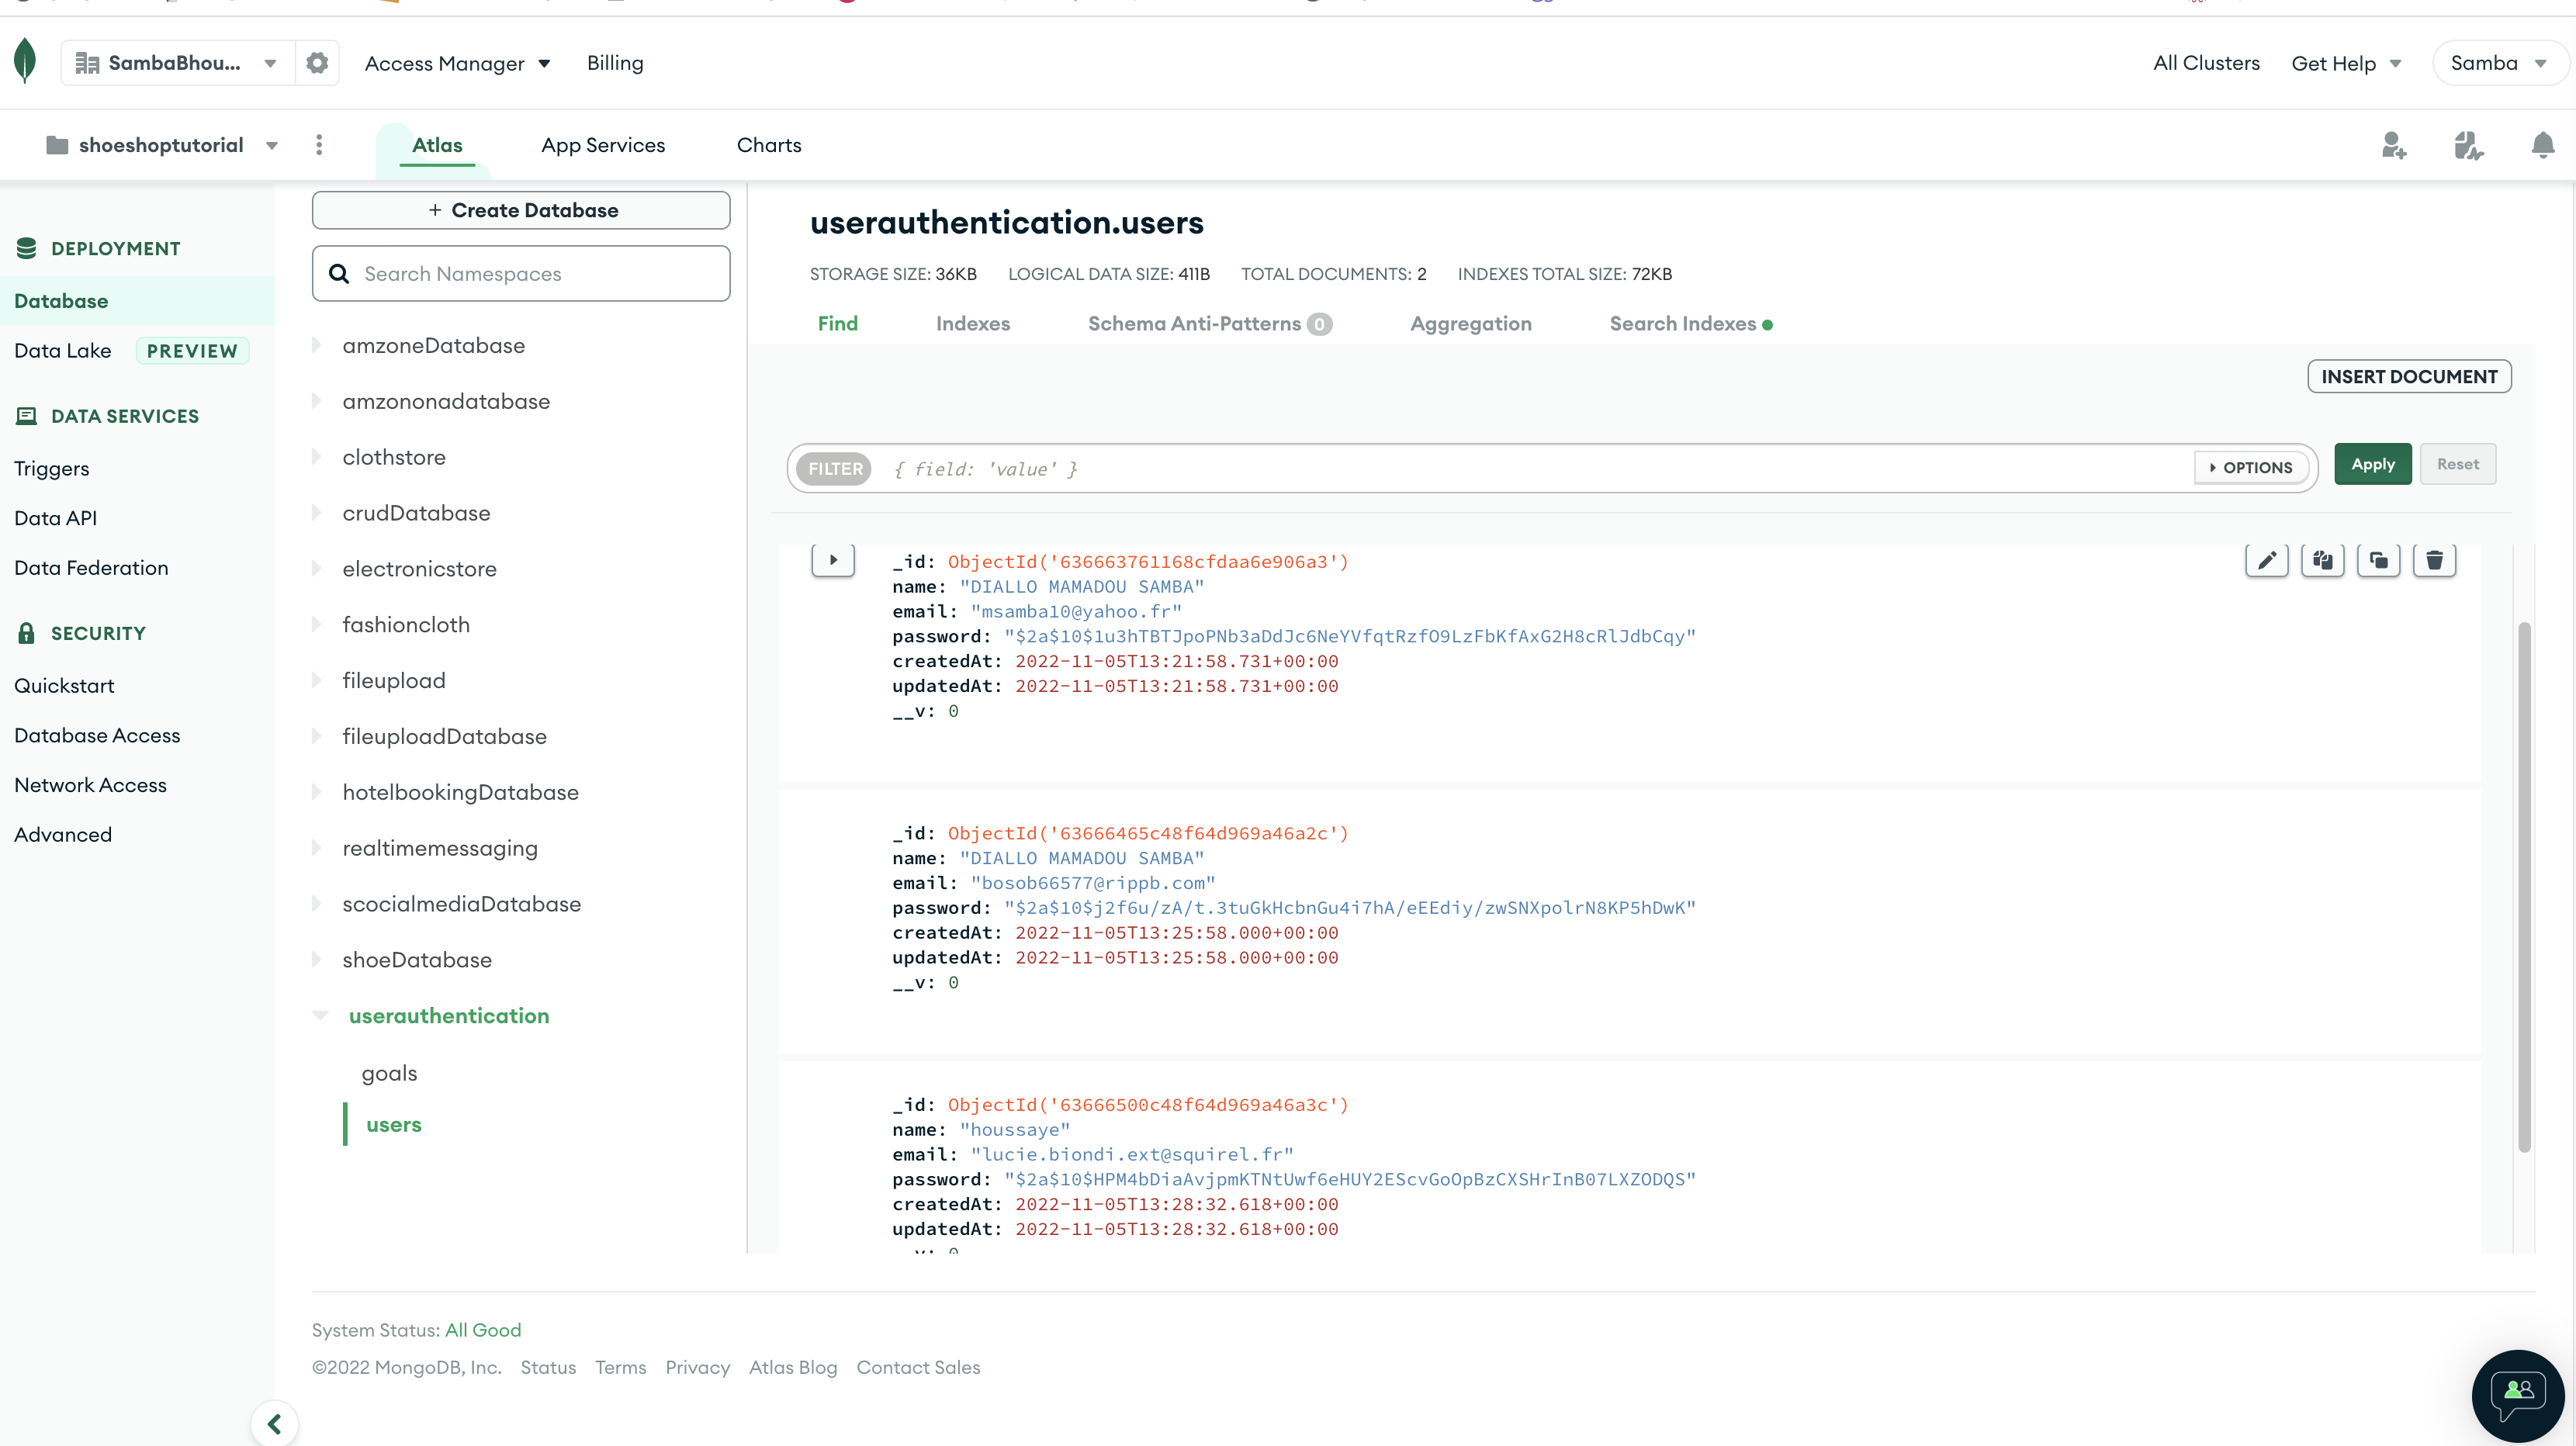 SambaBhou...
Access Manager
Billing
All Clusters
Get Help
Samba
shoeshoptutorial
Atlas
App Services
Charts
DEPLOYMENT
Database
Data Lake
PREVIEW
DATA SERVICES
Triggers
Data API
Data Federation
SECURITY
Quickstart
Database Access
Network Access
Advanced
+ Create Database
Search Namespaces
amzoneDatabase
amzononadatabase
clothstore
crudDatabase
electronicstore
fashioncloth
fileupload
fileuploadDatabase
hotelbookingDatabase
realtimemessaging
scocialmediaDatabase
shoeDatabase
userauthentication
goals
users
userauthentication.users
STORAGE SIZE: 36KB LOGICAL DATA SIZE: 411B TOTAL DOCUMENTS: 2 INDEXES TOTAL SIZE: 72KB
Find Indexes Schema Anti-Patterns 0 Aggregation Search Indexes
INSERT DOCUMENT
FILTER { field: 'value' } OPTIONS Apply Reset
_id: ObjectId('636663761168cfdaa6e906a3')
name: "DIALLO MAMADOU SAMBA"
email: "msamba10@yahoo.fr"
password: "$2a$10$1u3hTBTJpoPNb3aDdJc6NeYVfqtRzfO9LzFbKfAxG2H8cRlJdbCqy"
createdAt: 2022-11-05T13:21:58.731+00:00
updatedAt: 2022-11-05T13:21:58.731+00:00
__v: 0
_id: ObjectId('63666465c48f64d969a46a2c')
name: "DIALLO MAMADOU SAMBA"
email: "bosob66577@rippb.com"
password: "$2a$10$j2f6u/zA/t.3tuGkHcbnGu4i7hA/eEEdiy/zwSNXpolrN8KP5hDwK"
createdAt: 2022-11-05T13:25:58.000+00:00
updatedAt: 2022-11-05T13:25:58.000+00:00
__v: 0
_id: ObjectId('63666500c48f64d969a46a3c')
name: "houssaye"
email: "lucie.biondi.ext@squirel.fr"
password: "$2a$10$HPM4bDiaAvjpmKTNtUwf6eHUY2EScvGoOpBzCXSHrInB07LXZODQS"
createdAt: 2022-11-05T13:28:32.618+00:00
updatedAt: 2022-11-05T13:28:32.618+00:00
__v: 0
System Status: All Good
©2022 MongoDB, Inc. Status Terms Privacy Atlas Blog Contact Sales